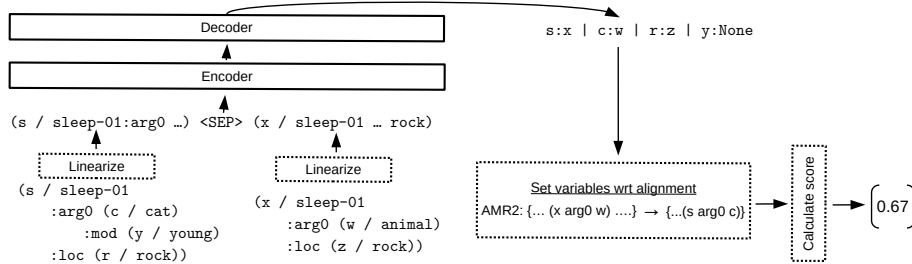 Decoder
s:x | c:w | r:z | y:None
Encoder
(s / sleep-01:arg0 …) <SEP> (x / sleep-01 … rock)
Linearize
Linearize
(s / sleep-01
:arg0 (c / cat)
:mod (y / young)
:loc (r / rock))
(x / sleep-01
:arg0 (w / animal)
:loc (z / rock))
Set variables wrt alignment
AMR2: {... (x arg0 w) ....} → {...(s arg0 c)}
Calculate score
0.67